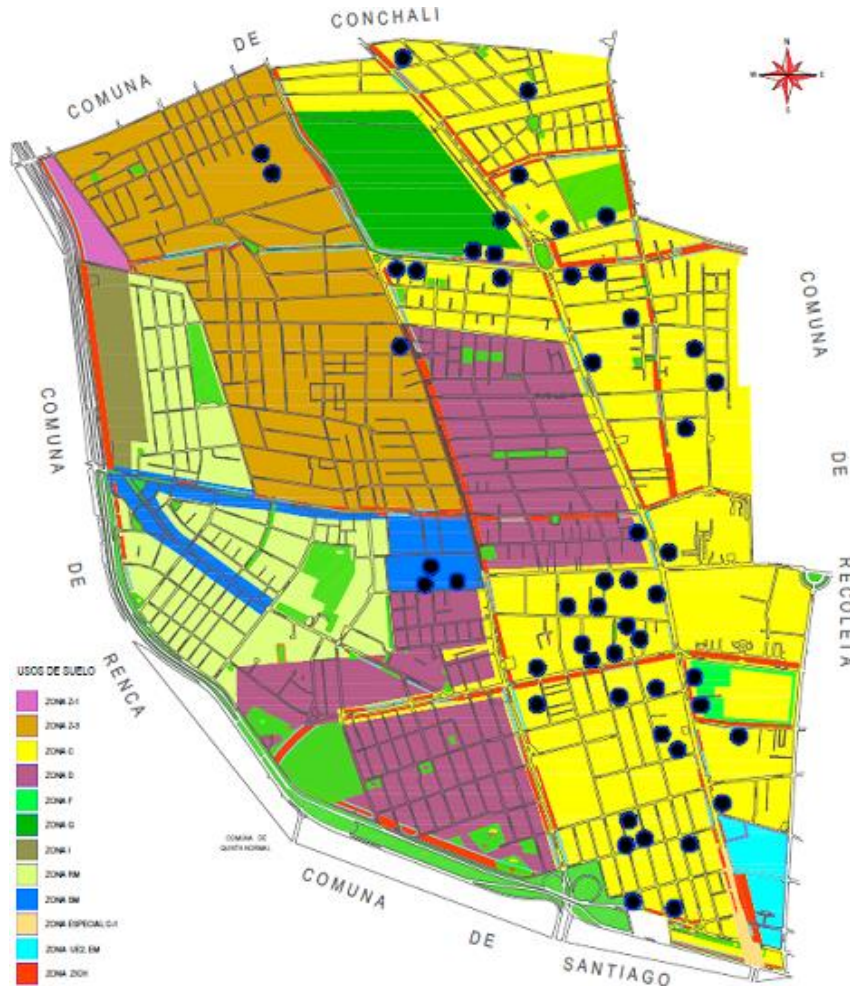 COMUNA DE CONCHALI
N
W E
S
COMUNA DE RECOLETA
COMUNA DE RENCA
USOS DE SUELO
ZONA Z-1
ZONA Z-3
ZONA C
ZONA D
ZONA F
ZONA G
ZONA I
ZONA RM
ZONA BM
ZONA ESPECIAL C-1
ZONA UE2, EM
ZONA ZICH
COMUNA DE
QUINTA NORMAL
COMUNA DE SANTIAGO